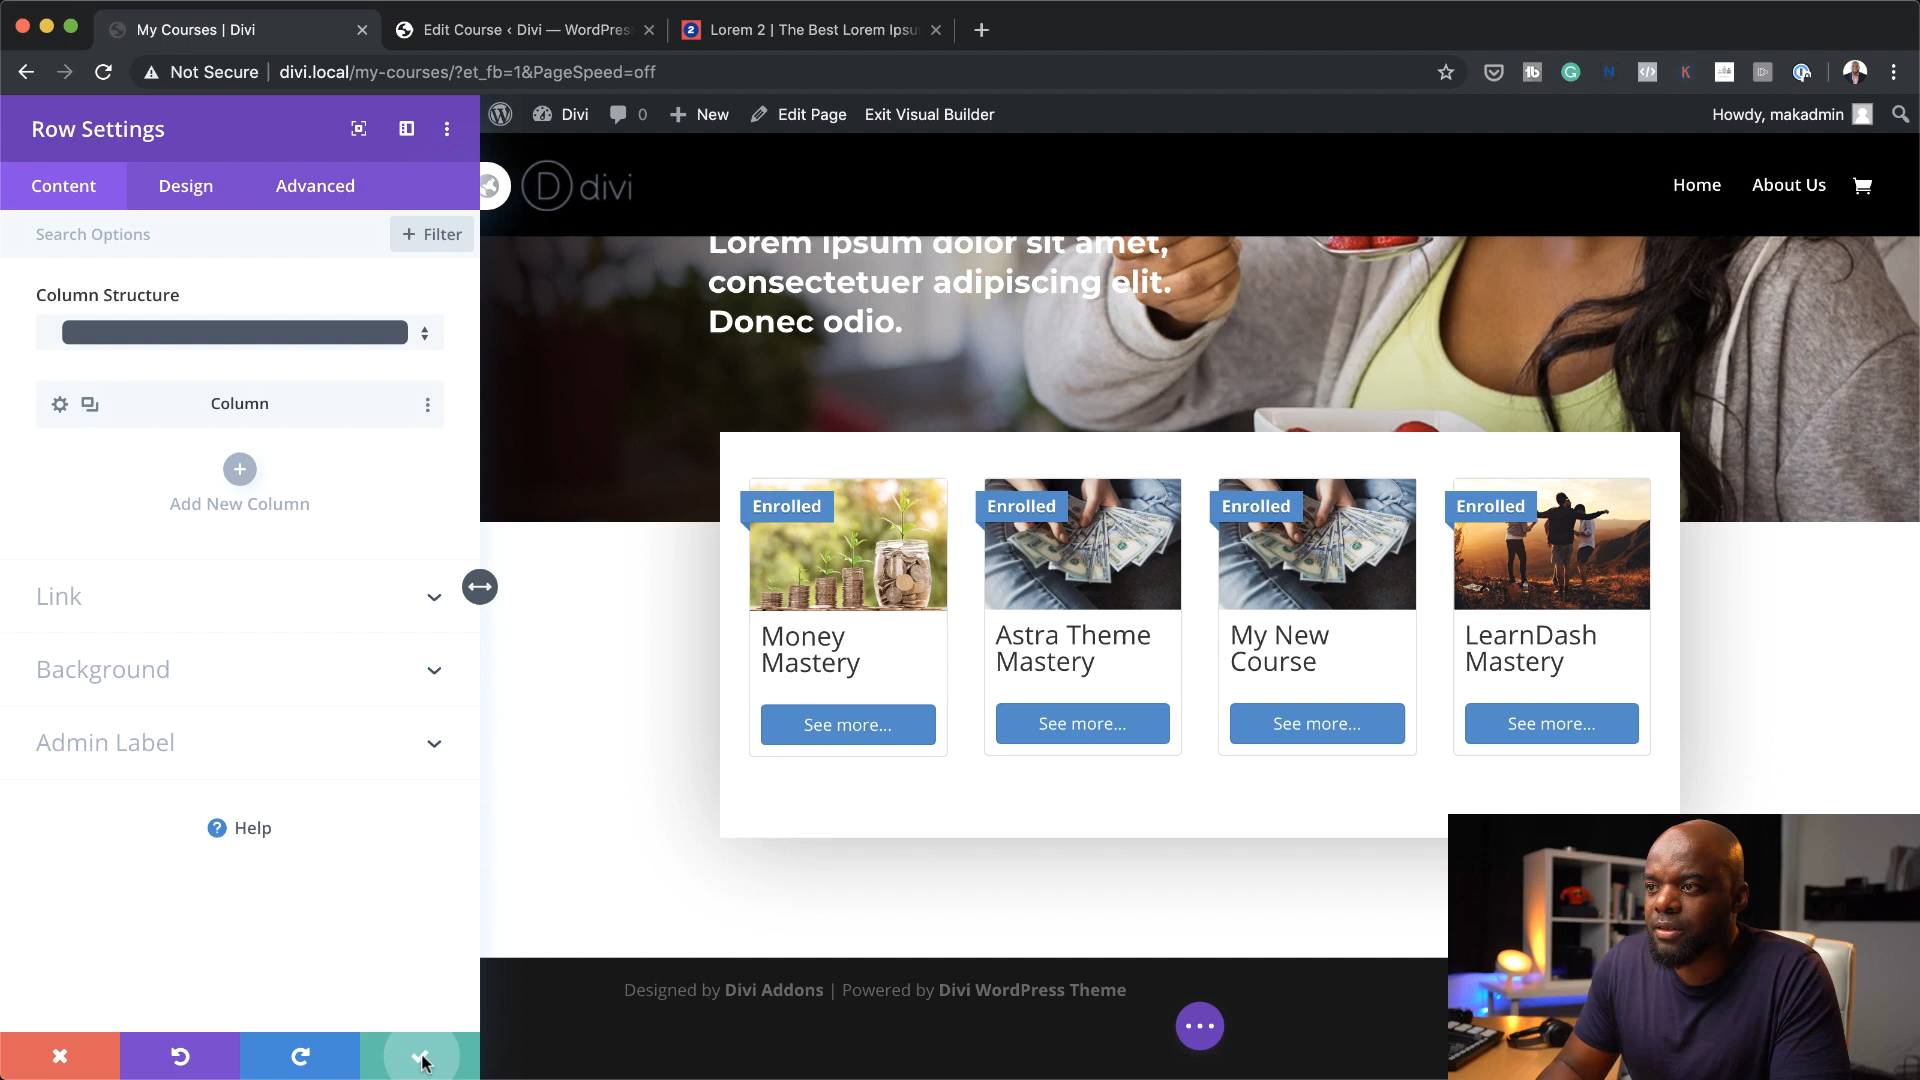 My Courses | Divi
Edit Course ‹ Divi — WordPres
2
Lorem 2 | The Best Lorem Ipsu
Not Secure
divi.local/my-courses/?et_fb=1&PageSpeed=off
Row Settings
Divi
0
New
Edit Page
Exit Visual Builder
Howdy, makadmin
Content
Design
Advanced
D divi
Home
About Us
Search Options
+ Filter
Lorem ipsum dolor sit amet,
consectetuer adipiscing elit.
Donec odio.
Column Structure
Column
Add New Column
Link
Background
Admin Label
? Help
Enrolled
Enrolled
Enrolled
Enrolled
Money
Mastery
Astra Theme
Mastery
My New
Course
LearnDash
Mastery
See more...
See more...
See more...
See more...
Designed by Divi Addons | Powered by Divi WordPress Theme